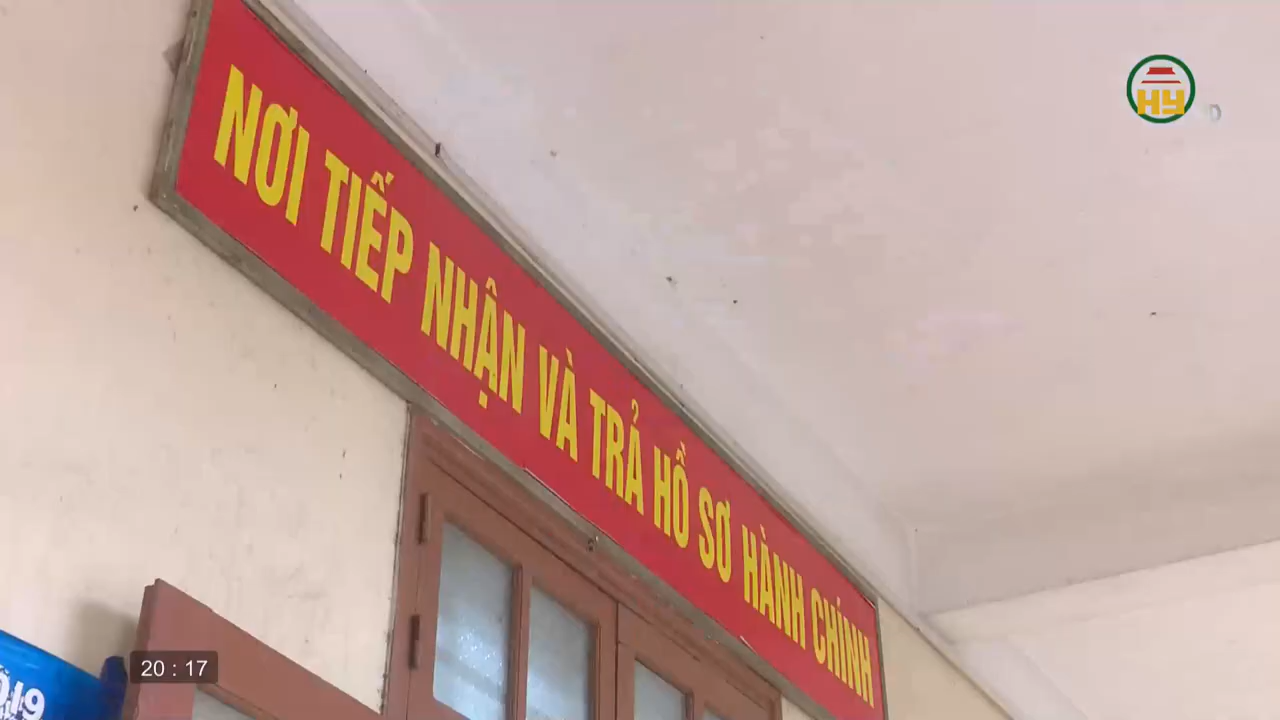 HY
NƠI TIẾP NHẬN VÀ TRẢ HỒ SƠ HÀNH CHÍNH
20 : 17